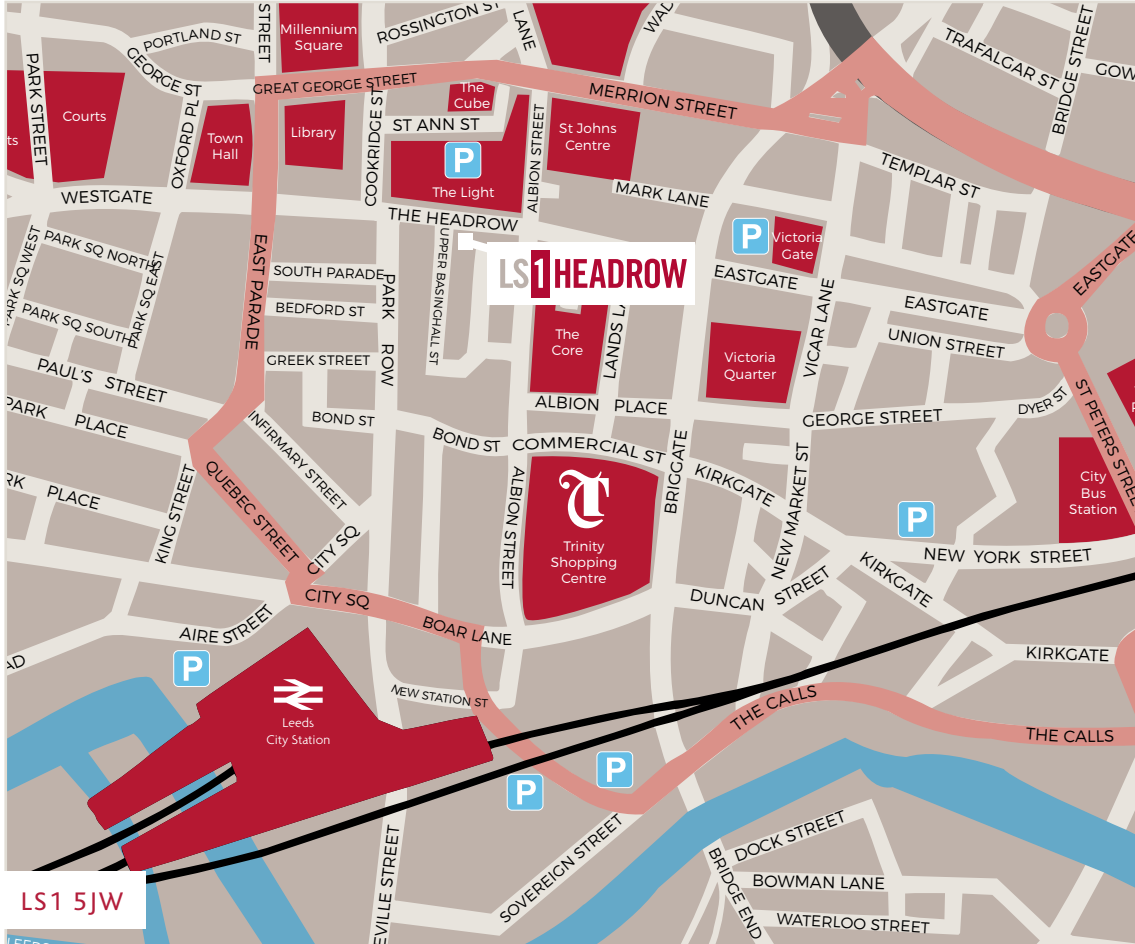 STREET
ROSSINGTON ST
LANE
BRIDGE STREET
Millennium
Square
PORTLAND ST
GEORGE ST
TRAFALGAR ST
PARK STREET
GREAT GEORGE STREET
MERRION STREET
The
Cube
Courts
Town
Hall
Library
OXFORD PL
COOKRIDGE ST
ST ANN ST
ALBION STREET
St Johns
Centre
P
The Light
TEMPLAR ST
MARK LANE
WESTGATE
THE HEADROW
P
Victoria
Gate
PARK SQ WEST
PARK SQ NORTH
PARK SQ EAST
PARK SQ SOUTH
EAST PARADE
UPPER BASINGHALL ST
LS1HEADROW
SOUTH PARADE
BEDFORD ST
PARK ROW
EASTGATE
EASTGATE
EASTGATE
VICAR LANE
UNION STREET
The
Core
Victoria
Quarter
GREEK STREET
PAUL'S STREET
PARK PLACE
ALBION PLACE
GEORGE STREET
DYER ST
BOND ST
INFIRMARY STREET
BOND ST
COMMERCIAL ST
BRIGGATE
KIRKGATE
NEW MARKET ST
City
Bus
Station
PLACE
KING STREET
QUEBEC STREET
CITY SQ
ALBION STREET
Trinity
Shopping
Centre
P
NEW YORK STREET
KIRKGATE
DUNCAN STREET
CITY SQ
BOAR LANE
AIRE STREET
KIRKGATE
P
Leeds
City Station
NEW STATION ST
THE CALLS
THE CALLS
P
P
SOVEREIGN STREET
DOCK STREET
BRIDGE END
BOWMAN LANE
WATERLOO STREET
LS1 5JW